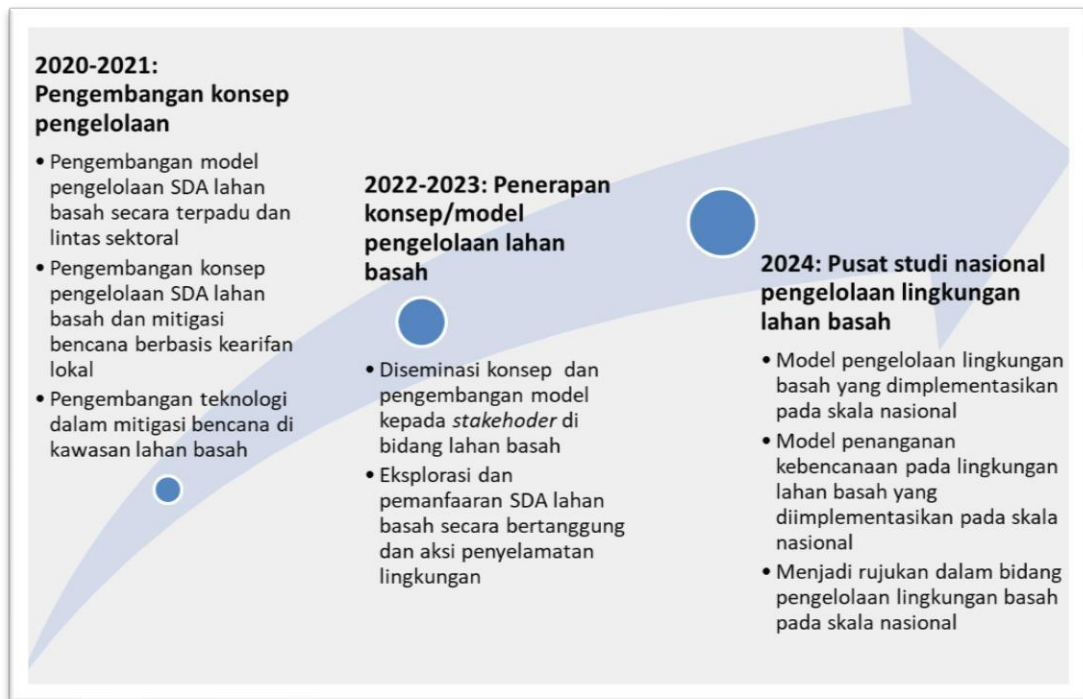 2020-2021:
Pengembangan konsep
pengelolaan
• Pengembangan model
pengelolaan SDA lahan
basah secara terpadu dan
lintas sektoral
• Pengembangan konsep
pengelolaan SDA lahan
basah dan mitigasi
bencana berbasis kearifan
lokal
• Pengembangan teknologi
dalam mitigasi bencana di
kawasan lahan basah
2022-2023: Penerapan
konsep/model
pengelolaan lahan
basah
• Diseminasi konsep dan
pengembangan model
kepada stakehoder di
bidang lahan basah
• Eksplorasi dan
pemanfaaran SDA lahan
basah secara bertanggung
dan aksi penyelamatan
lingkungan
2024: Pusat studi nasional
pengelolaan lingkungan
lahan basah
• Model pengelolaan lingkungan
basah yang dimplementasikan
pada skala nasional
• Model penanganan
kebencanaan pada lingkungan
lahan basah yang
diimplementasikan pada skala
nasional
• Menjadi rujukan dalam bidang
pengelolaan lingkungan basah
pada skala nasional